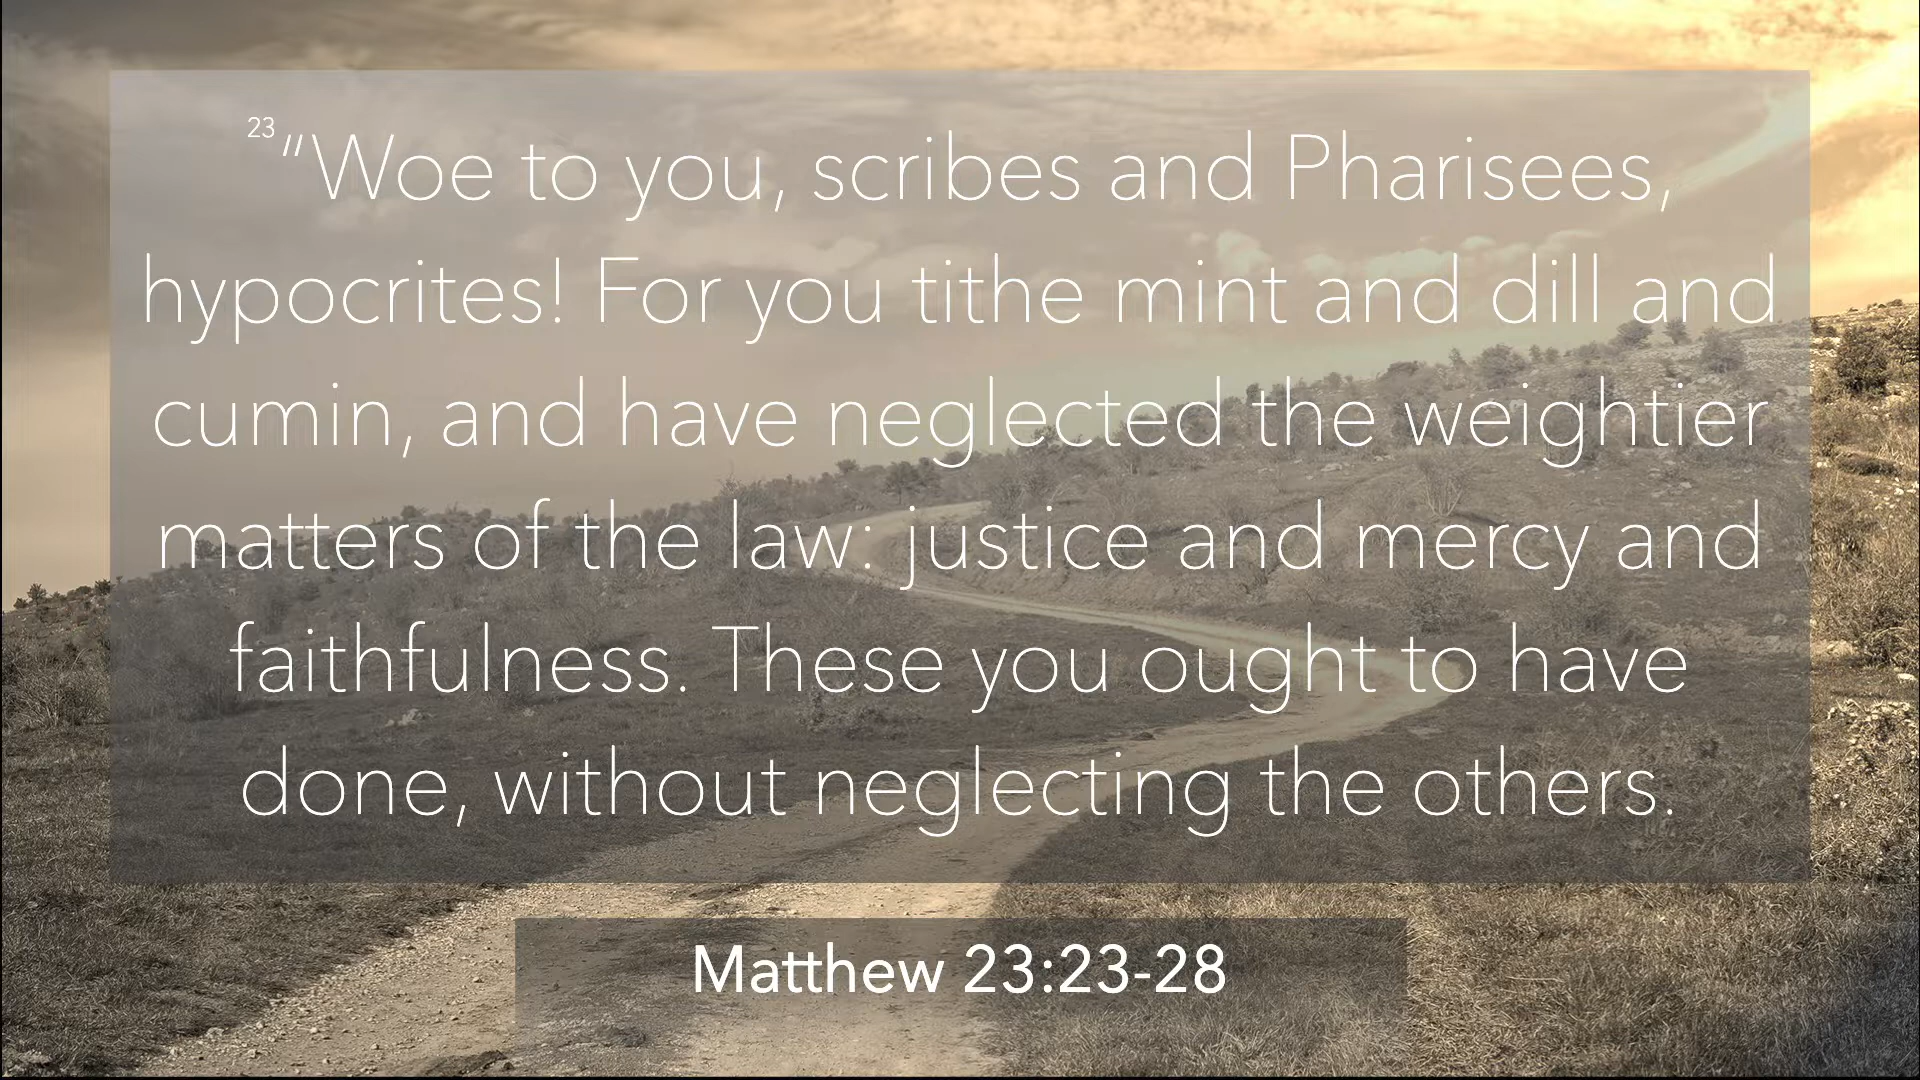 23“Woe to you, scribes and Pharisees,
hypocrites! For you tithe mint and dill and
cumin, and have neglected the weightier
matters of the law: justice and mercy and
faithfulness. These you ought to have
done, without neglecting the others.
Matthew 23:23-28